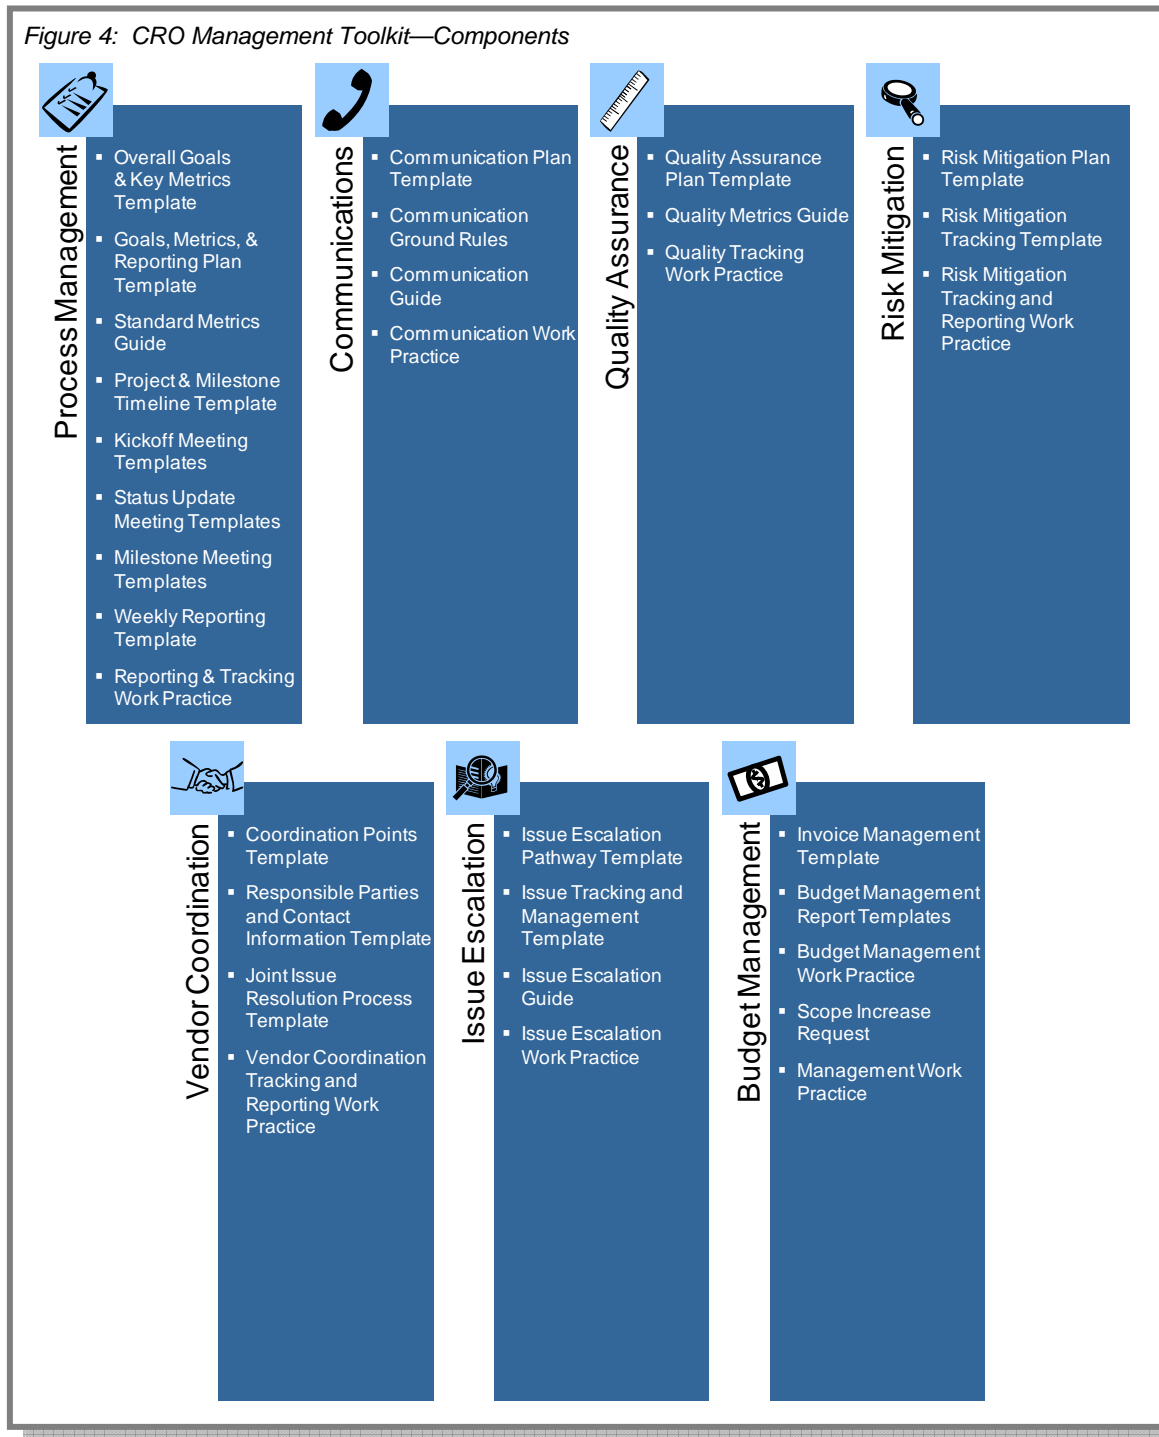 Figure 4: CRO Management Toolkit—Components
Process Management
▪ Overall Goals
& Key Metrics
Template
▪ Goals, Metrics, &
Reporting Plan
Template
▪ Standard Metrics
Guide
▪ Project & Milestone
Timeline Template
▪ Kickoff Meeting
Templates
▪ Status Update
Meeting Templates
▪ Milestone Meeting
Templates
▪ Weekly Reporting
Template
▪ Reporting & Tracking
Work Practice
Communications
▪ Communication Plan
Template
▪ Communication
Ground Rules
▪ Communication
Guide
▪ Communication Work
Practice
Quality Assurance
▪ Quality Assurance
Plan Template
▪ Quality Metrics Guide
▪ Quality Tracking
Work Practice
Risk Mitigation
▪ Risk Mitigation Plan
Template
▪ Risk Mitigation
Tracking Template
▪ Risk Mitigation
Tracking and
Reporting Work
Practice
Vendor Coordination
▪ Coordination Points
Template
▪ Responsible Parties
and Contact
Information Template
▪ Joint Issue
Resolution Process
Template
▪ Vendor Coordination
Tracking and
Reporting Work
Practice
Issue Escalation
▪ Issue Escalation
Pathway Template
▪ Issue Tracking and
Management
Template
▪ Issue Escalation
Guide
▪ Issue Escalation
Work Practice
Budget Management
▪ Invoice Management
Template
▪ Budget Management
Report Templates
▪ Budget Management
Work Practice
▪ Scope Increase
Request
▪ Management Work
Practice